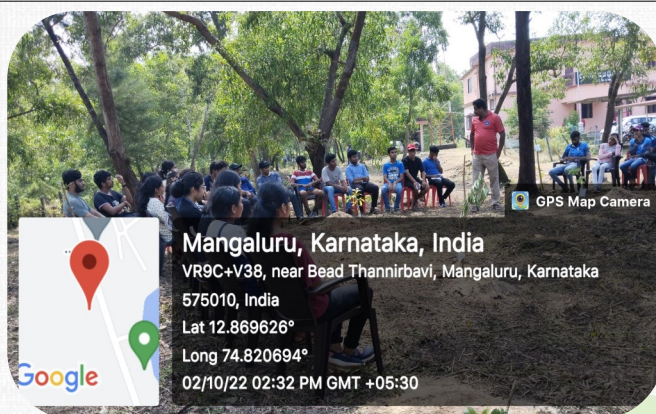 GPS Map Camera
Mangaluru, Karnataka, India
VR9C+V38, near Bead Thannirbavi, Mangaluru, Karnataka
575010, India
Lat 12.869626°
Long 74.820694°
02/10/22 02:32 PM GMT +05:30
Google